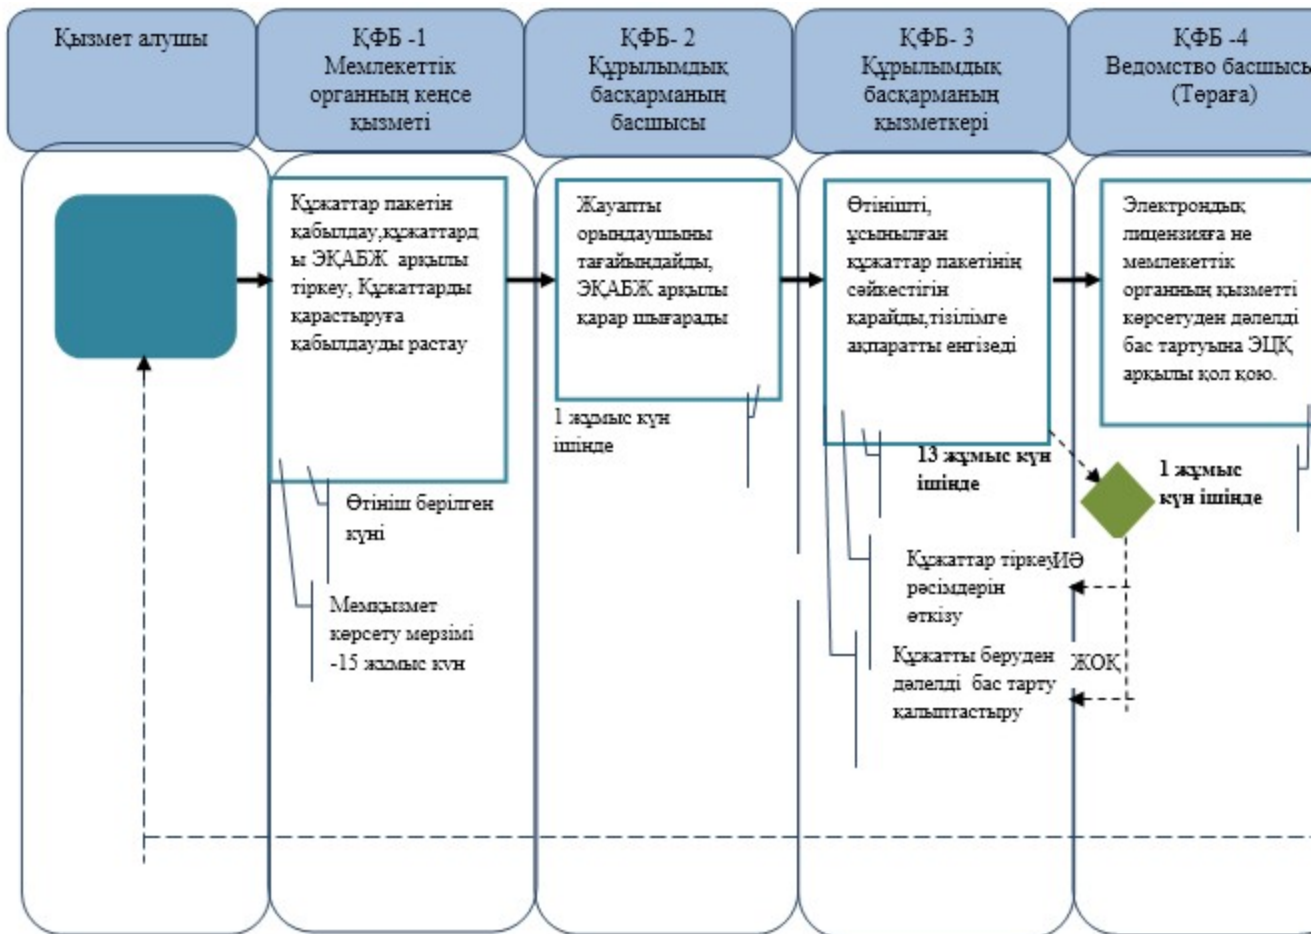 Қызмет алушы
ҚФБ -1
Мемлекеттік
органның кеңсе
қызметі
ҚФБ- 2
Құрылымдық
басқарманың
басшысы
ҚФБ- 3
Құрылымдық
басқарманың
қызметкері
ҚФБ -4
Ведомство басшысы
(Төраға)
Құжаттар пакетін
қабылдау,құжаттард
ы ЭҚАБЖ арқылы
тіркеу, Құжаттарды
қарастыруға
қабылдауды растау
Жауапты
орындаушыны
тағайындайды,
ЭҚАБЖ арқылы
қарар шығарады
Өтінішті,
ұсынылған
құжаттар пакетінің
сәйкестігін
қарайды,тізілімге
ақпаратты енгізеді
Электрондық
лицензияға не
мемлекеттік
органның қызметті
көрсетуден дәлелді
бас тартуына ЭЦҚ
арқылы қол қою.
1 жұмыс күн
ішінде
13 жұмыс күн
ішінде
1 жұмыс
күн ішінде
Өтініш берілген
күні
Мемқызмет
көрсету мерзімі
-15 жұмыс күн
Құжаттар тіркеу
рәсімдерін
өткізу
ИӘ
Құжатты беруден
дәлелді бас тарту
қалыптастыру
ЖОҚ